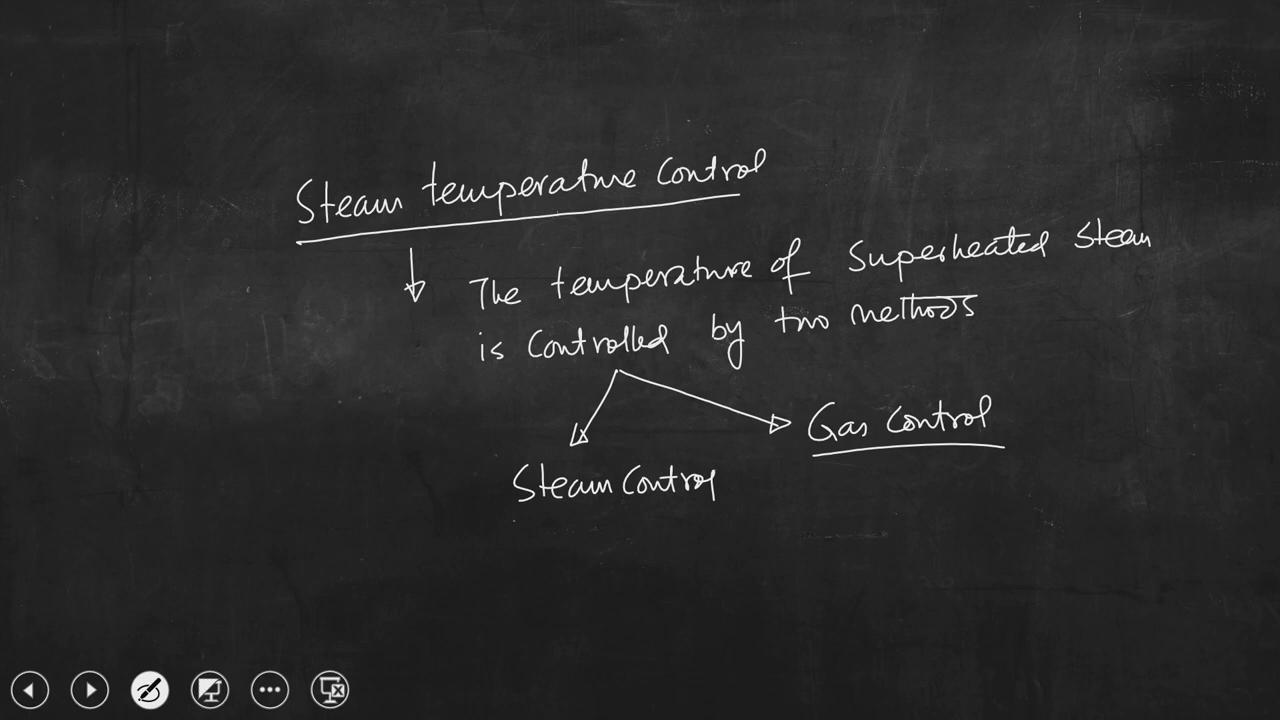 Steam temperature Control
The temperature of Superheated Steam
is Controlled by two methods
Gas Control
Steam Control